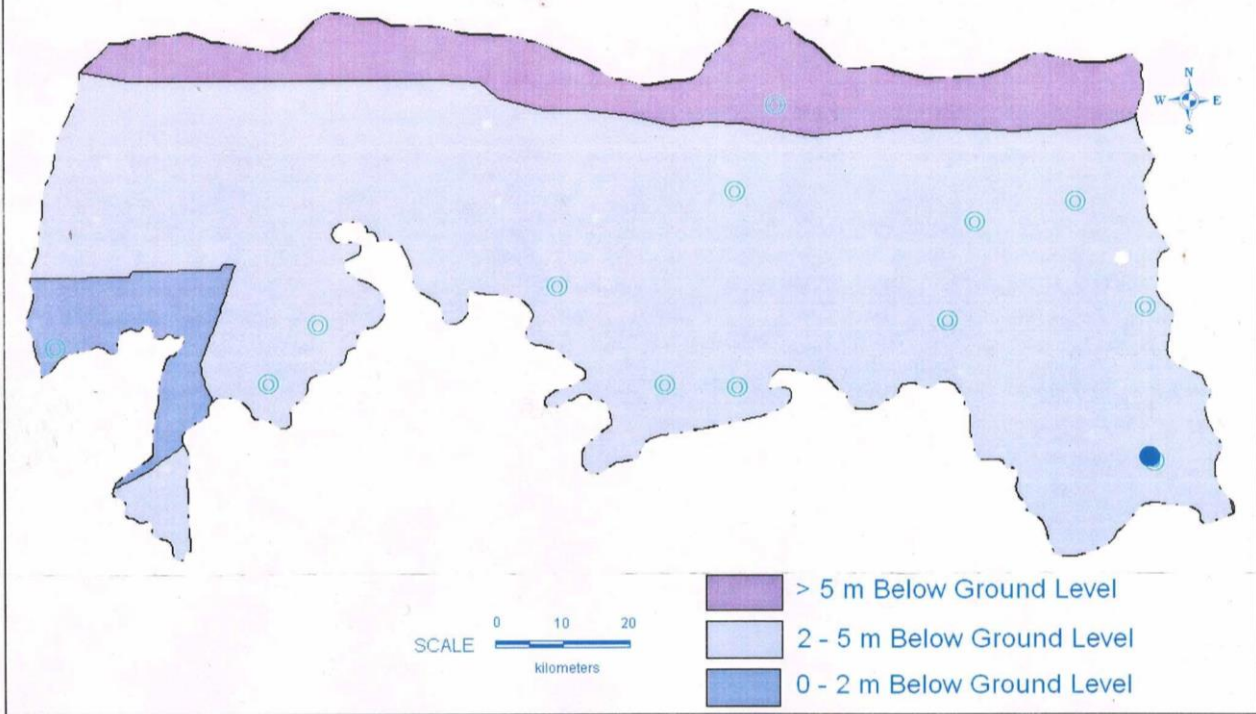 N
W E
S
> 5 m Below Ground Level
2 - 5 m Below Ground Level
0 - 2 m Below Ground Level
SCALE
0 10 20
kilometers